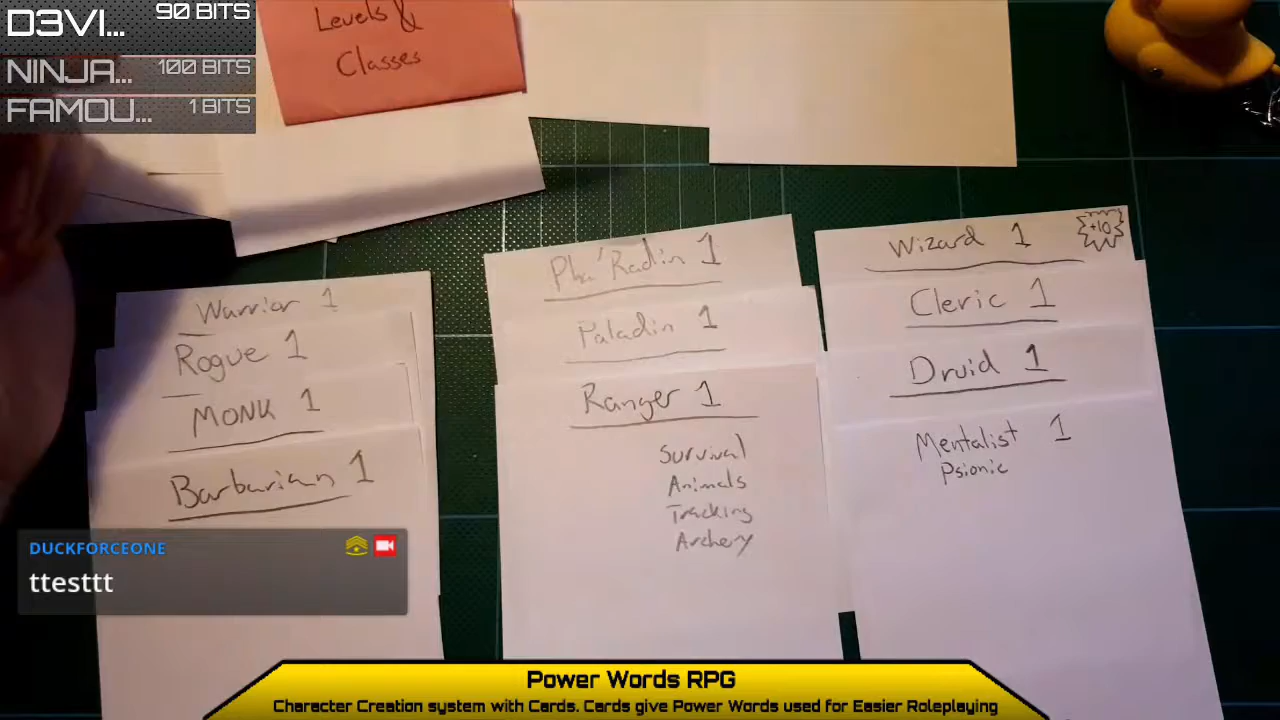 D3VI... 90 BITS
NINJA... 100 BITS
FAMOU... 1 BITS
Levels &
Classes
Warrior 1
Rogue 1
MONK 1
Barbarian 1
Pha'Radin 1
Paladin 1
Ranger 1
Survival
Animals
Tracking
Archery
Wizard 1
+10
Cleric 1
Druid 1
Mentalist 1
Psionic
DUCKFORCEONE
ttesttt
Power Words RPG
Character Creation system with Cards. Cards give Power Words used for Easier Roleplaying